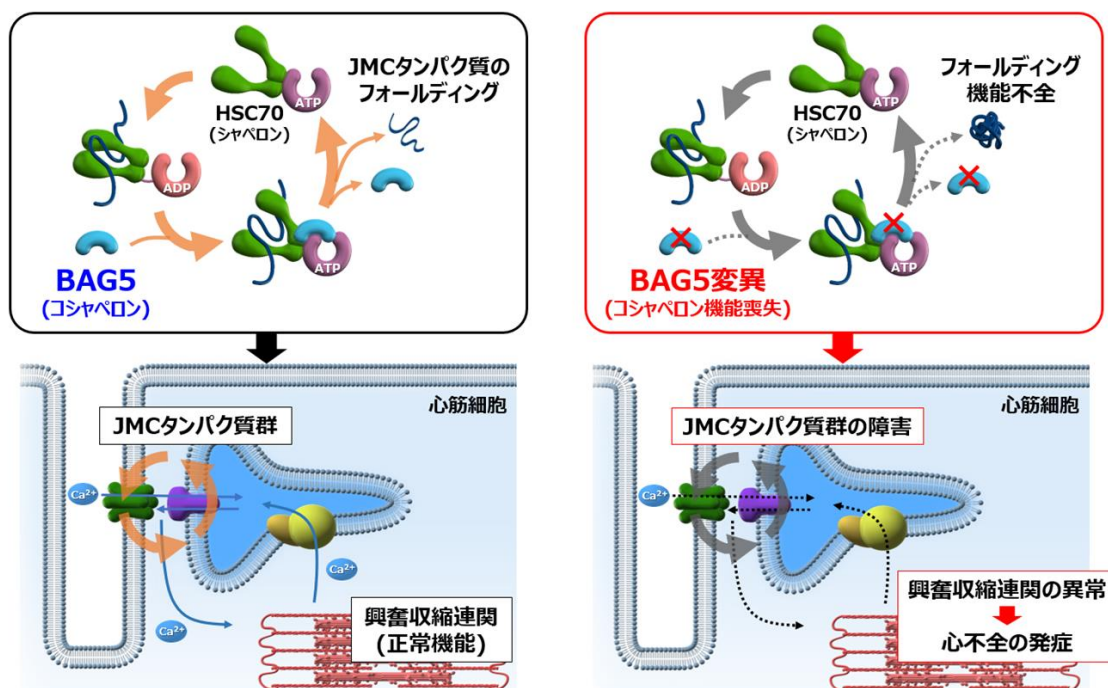 HSC70
(シャペロン)
ATP
JMCタンパク質の
フォールディング
ADP
ATP
BAG5
(コシャペロン)
HSC70
(シャペロン)
ATP
フォールディング
機能不全
ADP
ATP
BAG5変異
(コシャペロン機能喪失)
心筋細胞
JMCタンパク質群
Ca²⁺
Ca²⁺
Ca²⁺
興奮収縮連関
(正常機能)
心筋細胞
JMCタンパク質群の障害
Ca²⁺
興奮収縮連関の異常
心不全の発症